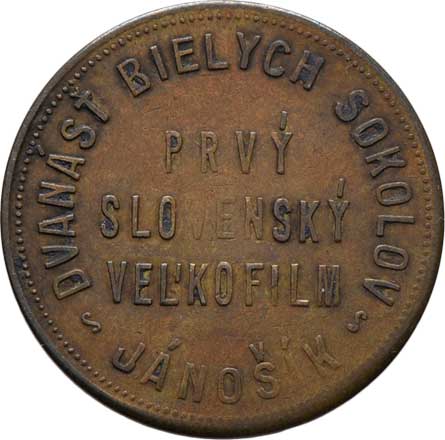 DVANÁSŤ BIELYCH SOKOLOV
PRVÝ
SLOVENSKÝ
VEĽKOFILM
~ JÁNOŠÍK ~